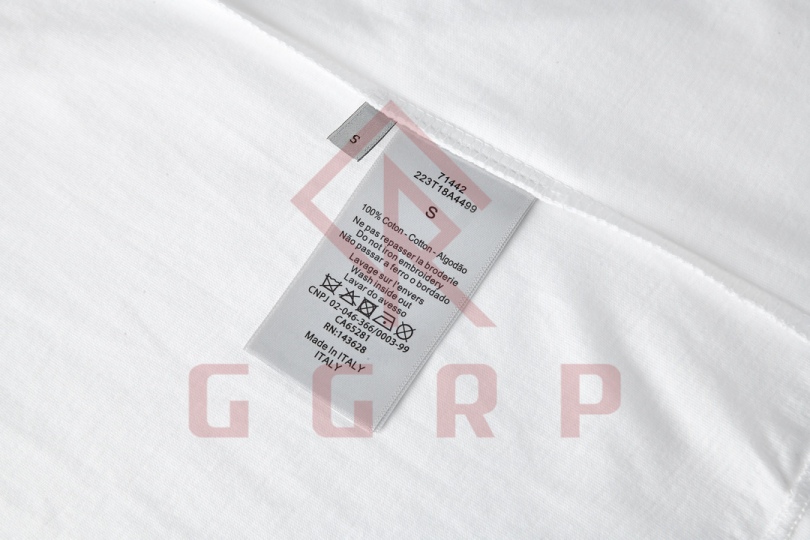 S
71442
223T18A4499
S
100% Coton - Cotton - Algodão
Ne pas repasser la broderie
Do not iron embroidery
Não passar a ferro o bordado
Lavage sur l'envers
Wash inside out
Lavar do avesso
CNPJ 02-046-366/0003-99
CA65281
RN:143628
Made In ITALY
ITALY
GGRP